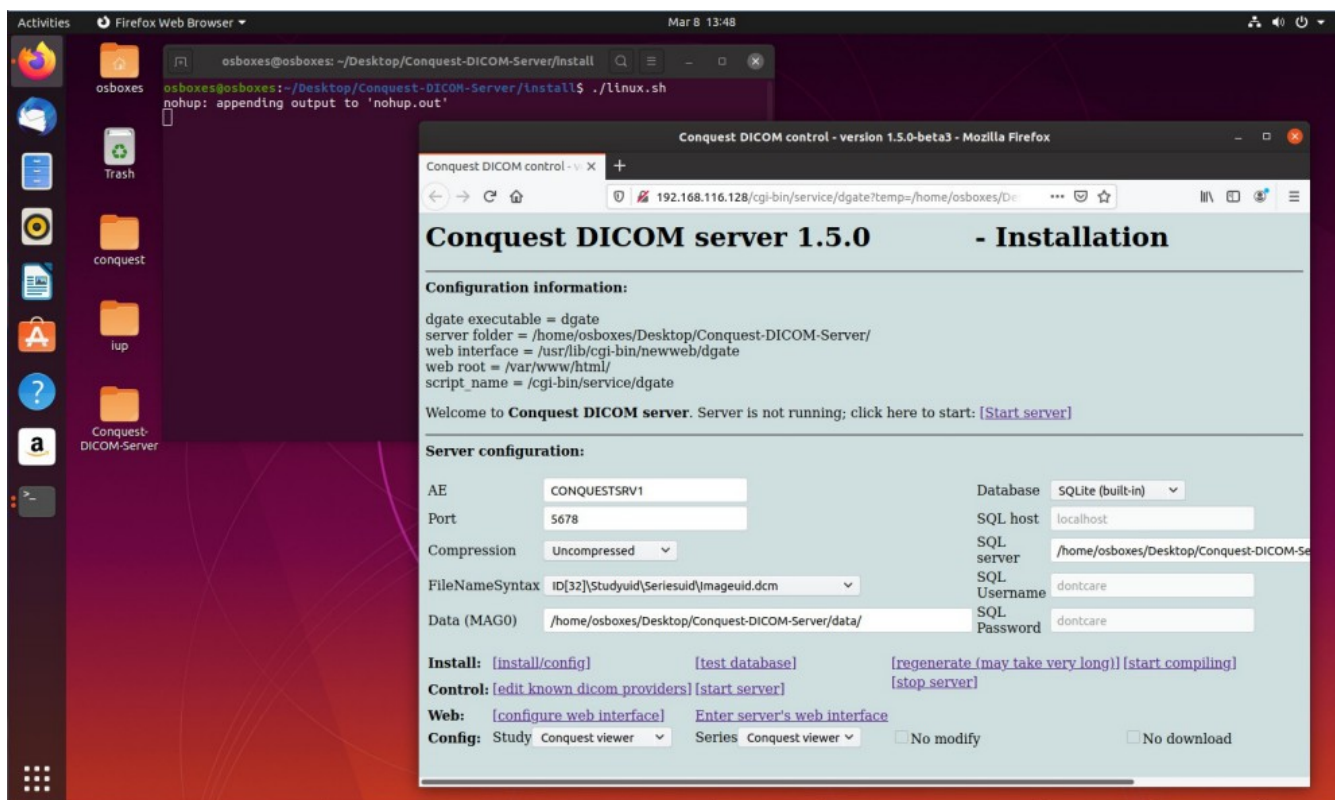 Activities Firefox Web Browser Mar 8 13:48
osboxes
Trash
conquest
iup
Conquest-
DICOM-Server
osboxes@osboxes: ~/Desktop/Conquest-DICOM-Server/install
osboxes@osboxes:~/Desktop/Conquest-DICOM-Server/install$ ./linux.sh
nohup: appending output to 'nohup.out'
Conquest DICOM control - version 1.5.0-beta3 - Mozilla Firefox
Conquest DICOM control - v
192.168.116.128/cgi-bin/service/dgate?temp=/home/osboxes/De
Conquest DICOM server 1.5.0 - Installation
Configuration information:
dgate executable = dgate
server folder = /home/osboxes/Desktop/Conquest-DICOM-Server/
web interface = /usr/lib/cgi-bin/newweb/dgate
web root = /var/www/html/
script_name = /cgi-bin/service/dgate
Welcome to Conquest DICOM server. Server is not running; click here to start: [Start server]
Server configuration:
AE CONQUESTSRV1 Database SQLite (built-in)
Port 5678 SQL host localhost
Compression Uncompressed SQL server /home/osboxes/Desktop/Conquest-DICOM-Se
FileNameSyntax ID[32]\Studyuid\Seriesuid\Imageuid.dcm SQL Username dontcare
Data (MAG0) /home/osboxes/Desktop/Conquest-DICOM-Server/data/ SQL Password dontcare
Install: [install/config] [test database] [regenerate (may take very long)] [start compiling]
Control: [edit known dicom providers] [start server] [stop server]
Web: [configure web interface] Enter server's web interface
Config: Study Conquest viewer Series Conquest viewer No modify No download